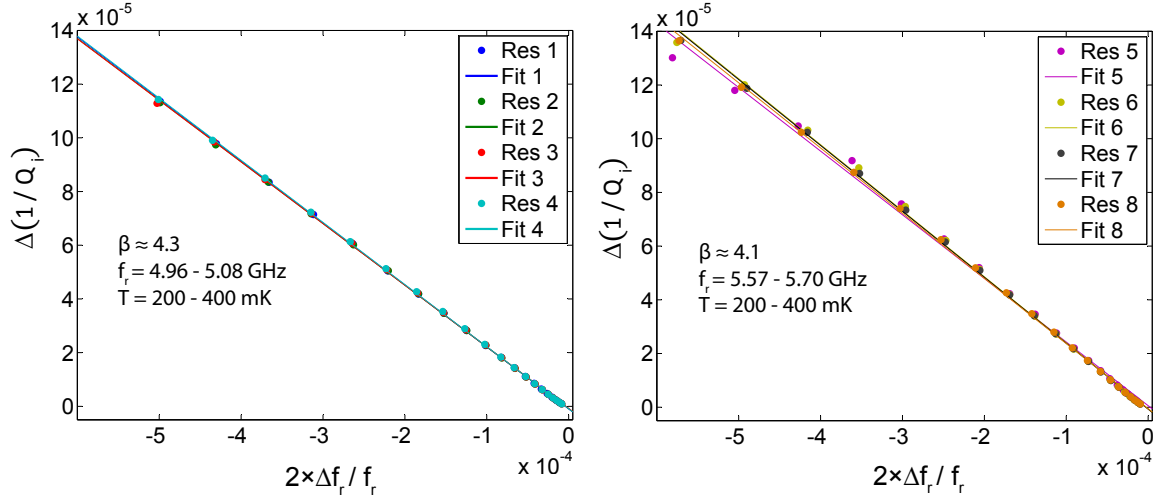 × 10⁻⁵
14
12
10
8
6
4
2
0
Δ(1 / Q_i)
Res 1
Fit 1
Res 2
Fit 2
Res 3
Fit 3
Res 4
Fit 4
β ≈ 4.3
f_r = 4.96 - 5.08 GHz
T = 200 - 400 mK
-5 -4 -3 -2 -1 0
× 10⁻⁴
2×Δf_r / f_r
× 10⁻⁵
14
12
10
8
6
4
2
0
Δ(1 / Q_i)
Res 5
Fit 5
Res 6
Fit 6
Res 7
Fit 7
Res 8
Fit 8
β ≈ 4.1
f_r = 5.57 - 5.70 GHz
T = 200 - 400 mK
-5 -4 -3 -2 -1 0
× 10⁻⁴
2×Δf_r / f_r